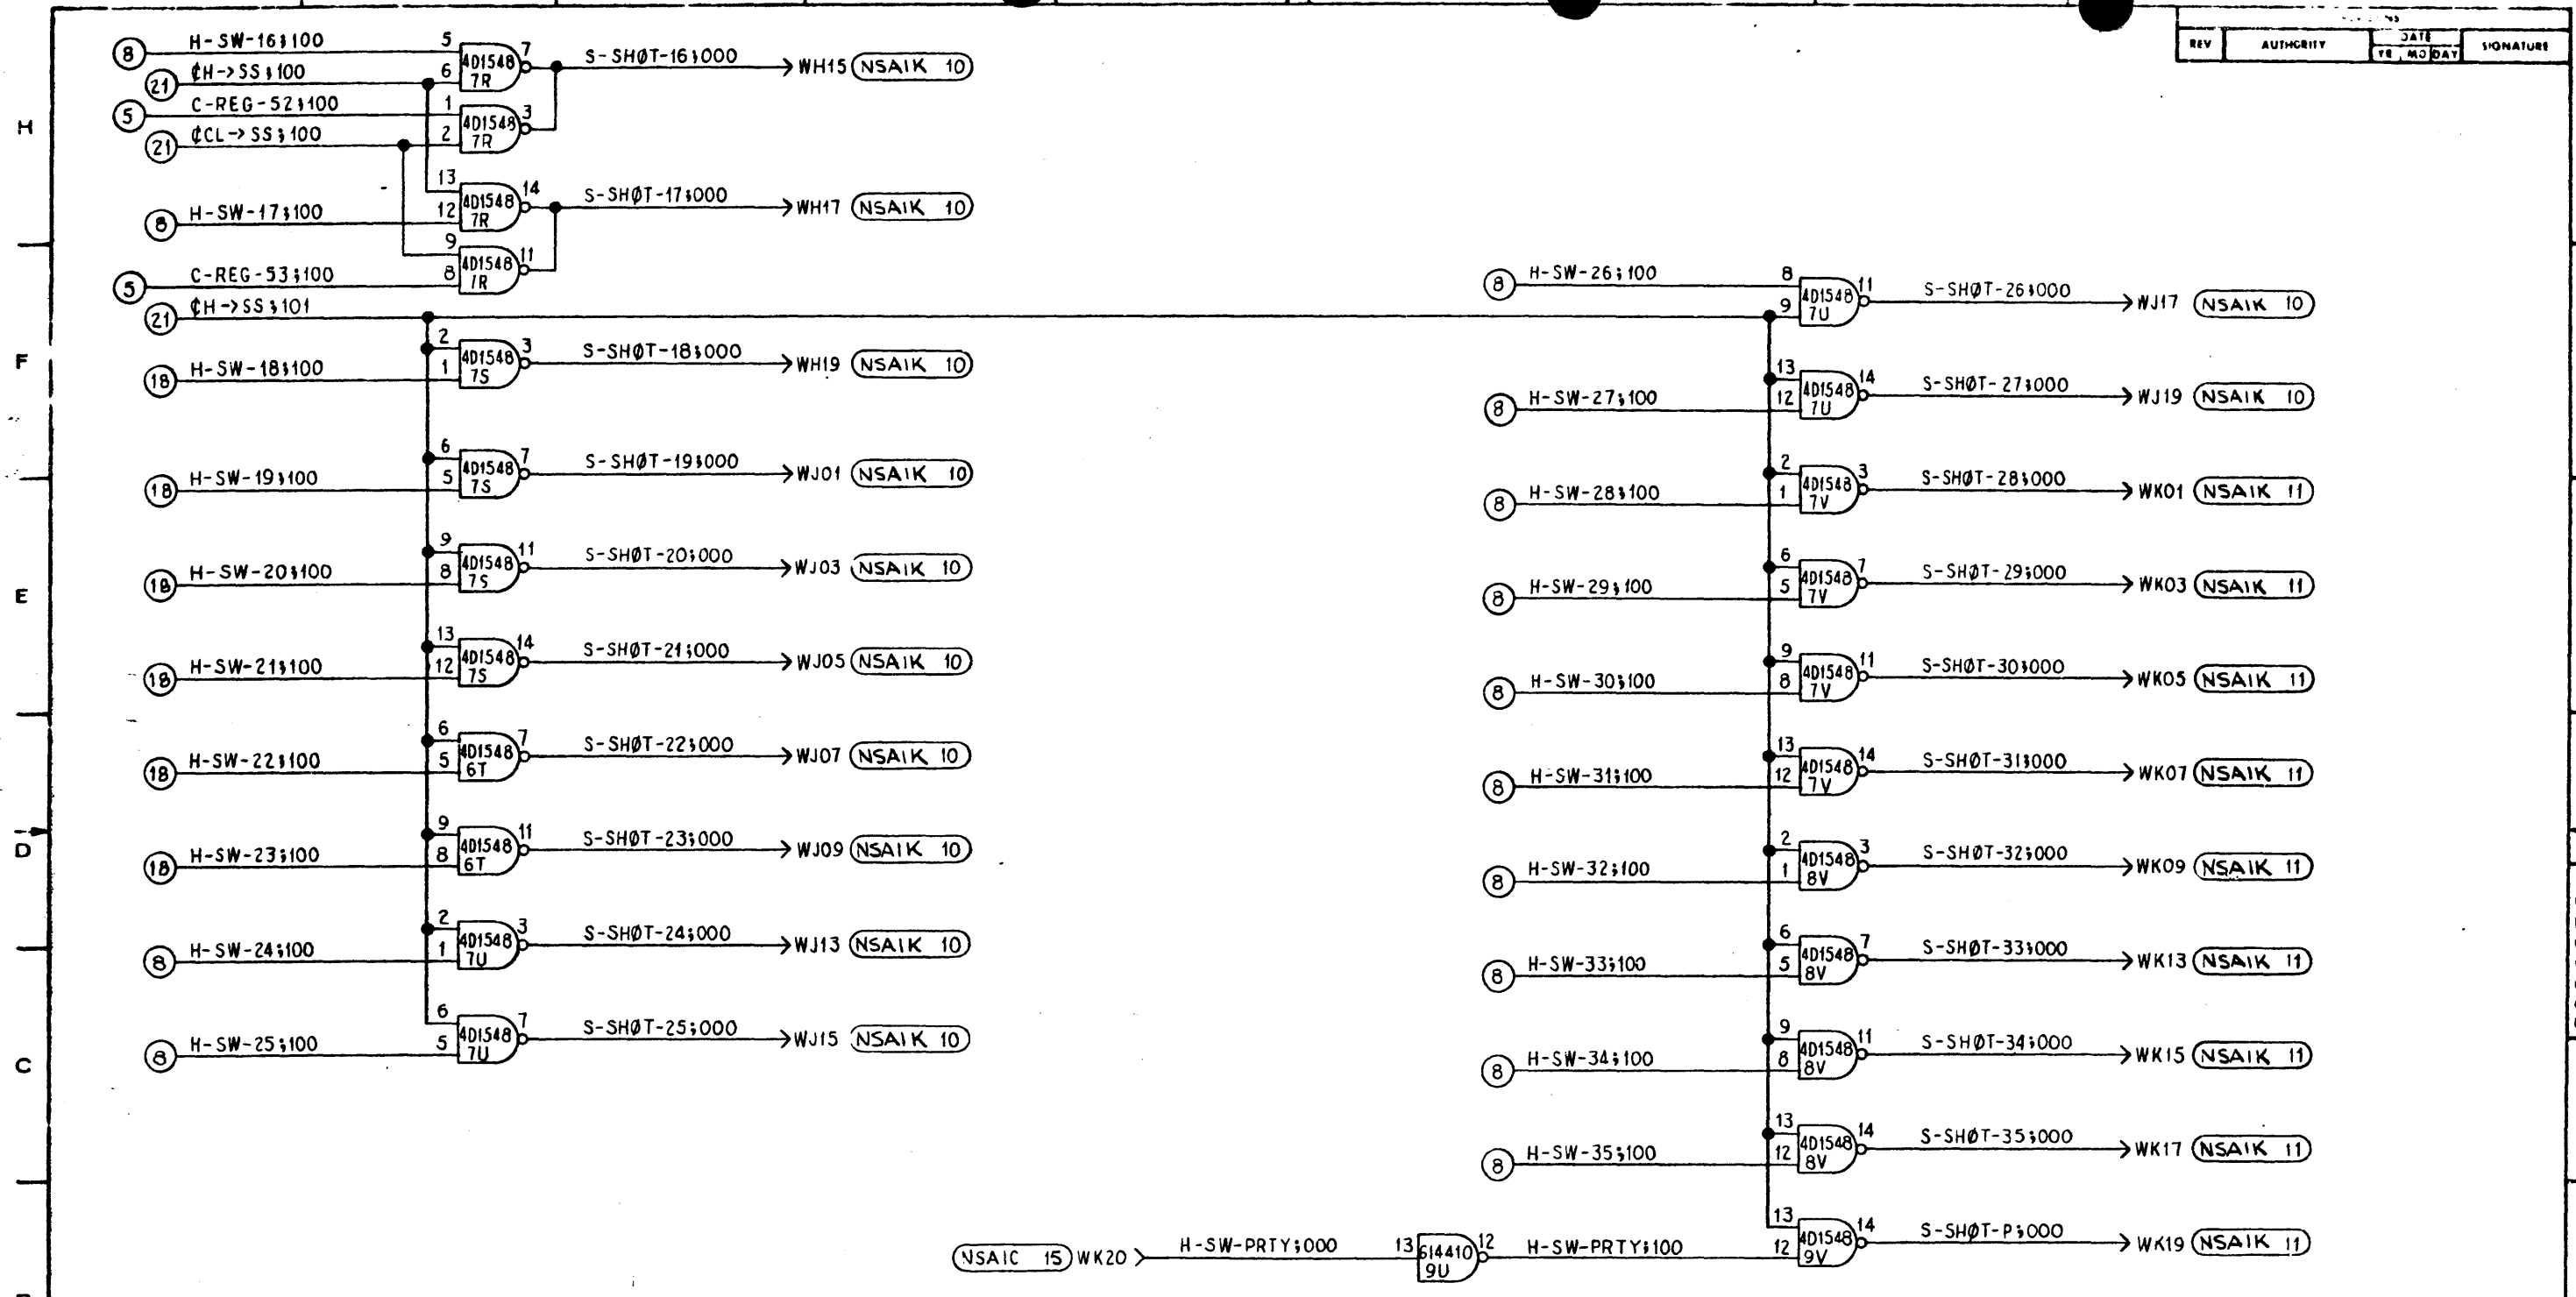 REV AUTHORITY DATE YR MO DAY SIGNATURE
H
8 H-SW-16;100 5 4D1548 7R 7 S-SHØT-16;000 WH15 NSAIK 10
21 ¢H->SS;100 6
5 C-REG-52;100 1 4D1548 7R 3
21 ¢CL->SS;100 2
13 4D1548 7R 14 S-SHØT-17;000 WH17 NSAIK 10
8 H-SW-17;100 12
9 4D1548 7R 11
5 C-REG-53;100 8
21 ¢H->SS;101
F
2 4D1548 7S 3 S-SHØT-18;000 WH19 NSAIK 10
18 H-SW-18;100 1
6 4D1548 7S 7 S-SHØT-19;000 WJ01 NSAIK 10
18 H-SW-19;100 5
E
9 4D1548 7S 11 S-SHØT-20;000 WJ03 NSAIK 10
18 H-SW-20;100 8
13 4D1548 7S 14 S-SHØT-21;000 WJ05 NSAIK 10
18 H-SW-21;100 12
6 4D1548 6T 7 S-SHØT-22;000 WJ07 NSAIK 10
18 H-SW-22;100 5
D
9 4D1548 6T 11 S-SHØT-23;000 WJ09 NSAIK 10
18 H-SW-23;100 8
2 4D1548 7U 3 S-SHØT-24;000 WJ13 NSAIK 10
8 H-SW-24;100 1
C
6 4D1548 7U 7 S-SHØT-25;000 WJ15 NSAIK 10
8 H-SW-25;100 5
8 H-SW-26;100 8 4D1548 7U 11 S-SHØT-26;000 WJ17 NSAIK 10
9
13 4D1548 7U 14 S-SHØT-27;000 WJ19 NSAIK 10
8 H-SW-27;100 12
2 4D1548 7V 3 S-SHØT-28;000 WK01 NSAIK 11
8 H-SW-28;100 1
6 4D1548 7V 7 S-SHØT-29;000 WK03 NSAIK 11
8 H-SW-29;100 5
9 4D1548 7V 11 S-SHØT-30;000 WK05 NSAIK 11
8 H-SW-30;100 8
13 4D1548 7V 14 S-SHØT-31;000 WK07 NSAIK 11
8 H-SW-31;100 12
2 4D1548 8V 3 S-SHØT-32;000 WK09 NSAIK 11
8 H-SW-32;100 1
6 4D1548 8V 7 S-SHØT-33;000 WK13 NSAIK 11
8 H-SW-33;100 5
9 4D1548 8V 11 S-SHØT-34;000 WK15 NSAIK 11
8 H-SW-34;100 8
13 4D1548 8V 14 S-SHØT-35;000 WK17 NSAIK 11
8 H-SW-35;100 12
13 4D1548 9V 14 S-SHØT-P;000 WK19 NSAIK 11
NSAIC 15 WK20 H-SW-PRTY;000 13 614410 9U 12 H-SW-PRTY;100 12